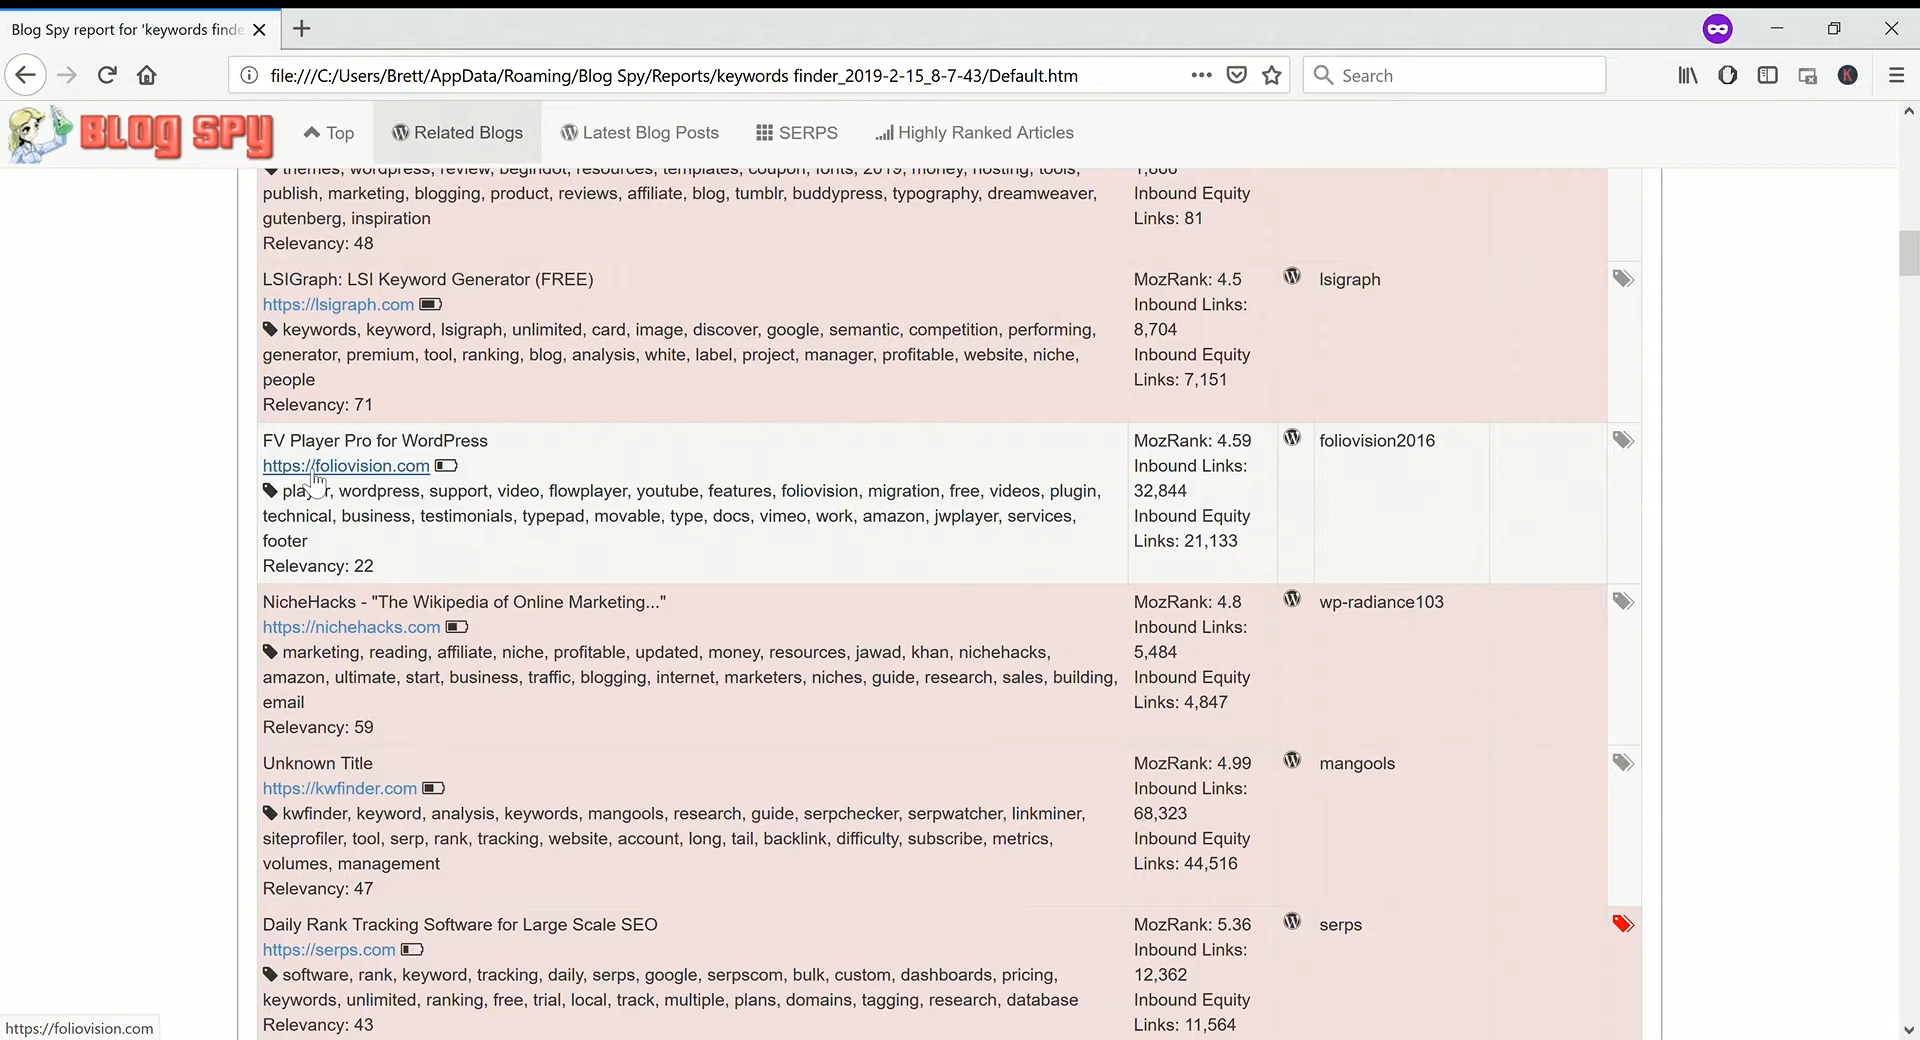 Blog Spy report for 'keywords finde
file:///C:/Users/Brett/AppData/Roaming/Blog Spy/Reports/keywords finder_2019-2-15_8-7-43/Default.htm
Search
K
BLOG SPY
Top
Related Blogs
Latest Blog Posts
SERPS
Highly Ranked Articles
themes, wordpress, review, begindot, resources, templates, coupon, fonts, 2019, money, hosting, tools,
publish, marketing, blogging, product, reviews, affiliate, blog, tumblr, buddypress, typography, dreamweaver,
gutenberg, inspiration
Relevancy: 48
1,866
Inbound Equity
Links: 81
LSIGraph: LSI Keyword Generator (FREE)
https://lsigraph.com
keywords, keyword, lsigraph, unlimited, card, image, discover, google, semantic, competition, performing,
generator, premium, tool, ranking, blog, analysis, white, label, project, manager, profitable, website, niche,
people
Relevancy: 71
MozRank: 4.5
Inbound Links:
8,704
Inbound Equity
Links: 7,151
lsigraph
FV Player Pro for WordPress
https://foliovision.com
player, wordpress, support, video, flowplayer, youtube, features, foliovision, migration, free, videos, plugin,
technical, business, testimonials, typepad, movable, type, docs, vimeo, work, amazon, jwplayer, services,
footer
Relevancy: 22
MozRank: 4.59
Inbound Links:
32,844
Inbound Equity
Links: 21,133
foliovision2016
NicheHacks - "The Wikipedia of Online Marketing..."
https://nichehacks.com
marketing, reading, affiliate, niche, profitable, updated, money, resources, jawad, khan, nichehacks,
amazon, ultimate, start, business, traffic, blogging, internet, marketers, niches, guide, research, sales, building,
email
Relevancy: 59
MozRank: 4.8
Inbound Links:
5,484
Inbound Equity
Links: 4,847
wp-radiance103
Unknown Title
https://kwfinder.com
kwfinder, keyword, analysis, keywords, mangools, research, guide, serpchecker, serpwatcher, linkminer,
siteprofiler, tool, serp, rank, tracking, website, account, long, tail, backlink, difficulty, subscribe, metrics,
volumes, management
Relevancy: 47
MozRank: 4.99
Inbound Links:
68,323
Inbound Equity
Links: 44,516
mangools
Daily Rank Tracking Software for Large Scale SEO
https://serps.com
software, rank, keyword, tracking, daily, serps, google, serpscom, bulk, custom, dashboards, pricing,
keywords, unlimited, ranking, free, trial, local, track, multiple, plans, domains, tagging, research, database
Relevancy: 43
MozRank: 5.36
Inbound Links:
12,362
Inbound Equity
Links: 11,564
serps
https://foliovision.com